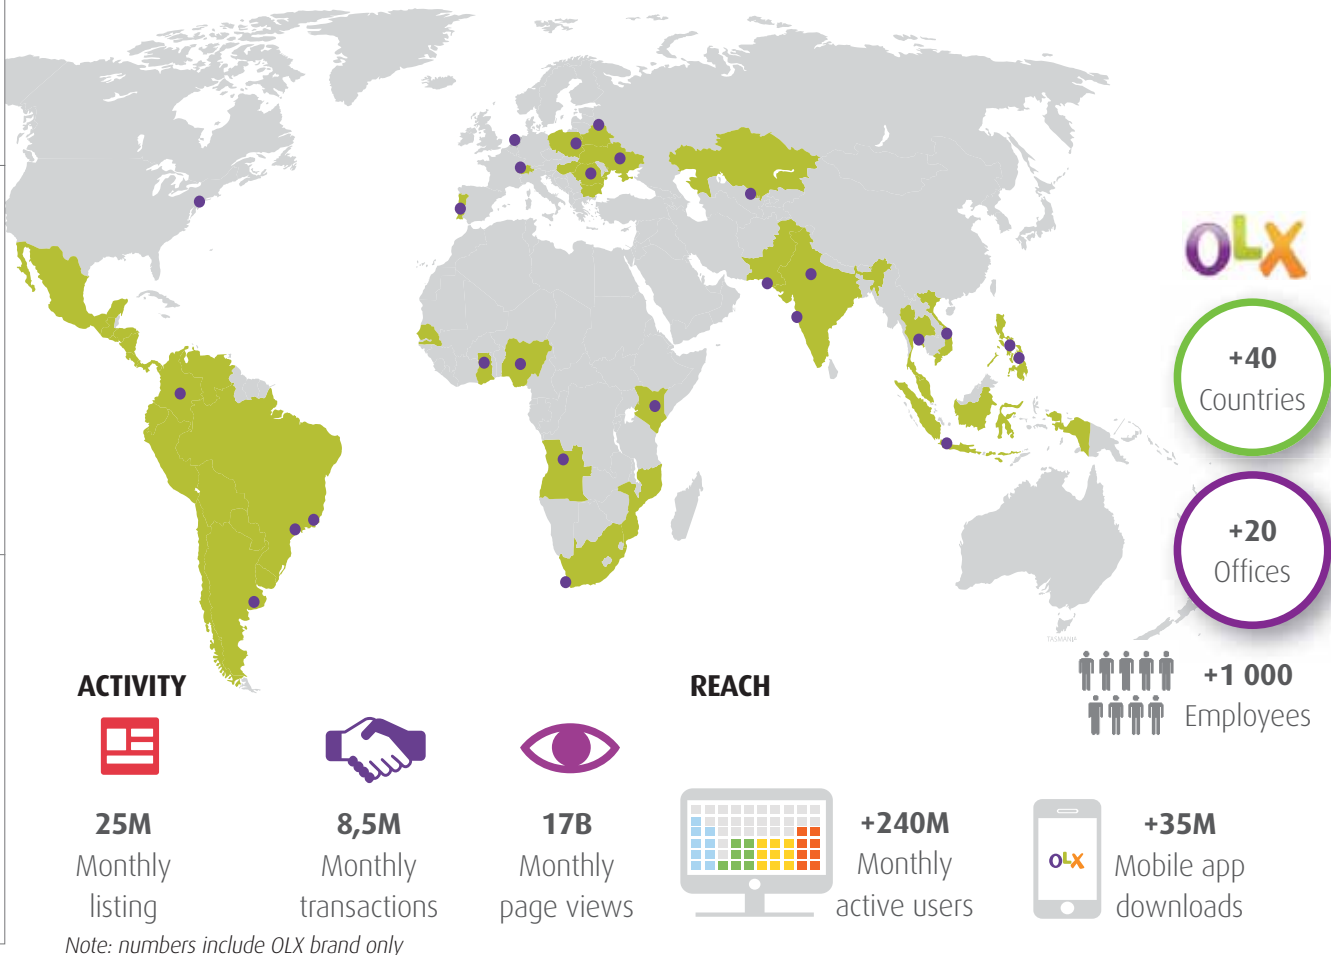 OLX
+40
Countries
+20
Offices
TASMANIA
+1 000
Employees
ACTIVITY
REACH
25M
Monthly
listing
8,5M
Monthly
transactions
17B
Monthly
page views
+240M
Monthly
active users
OLX
+35M
Mobile app
downloads
Note: numbers include OLX brand only